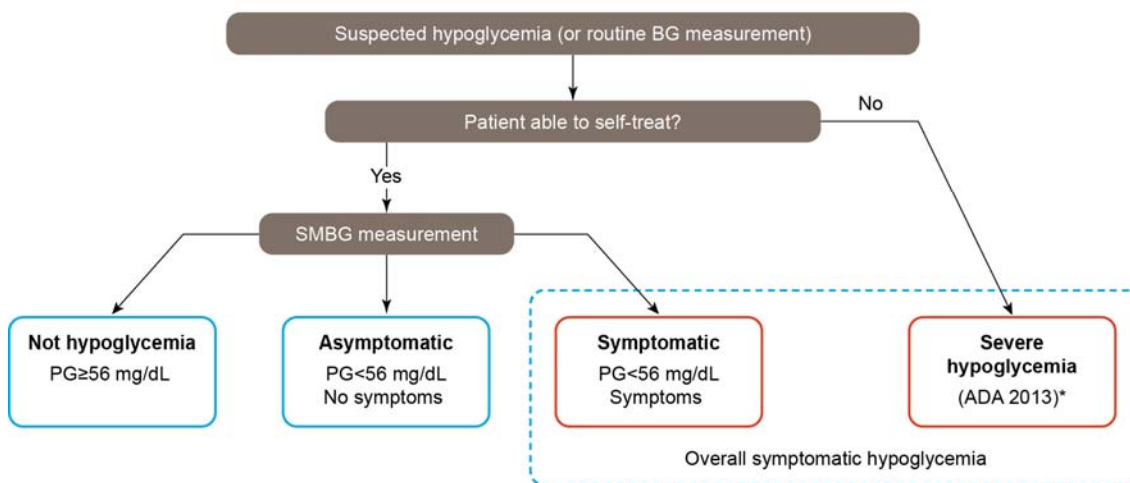 Suspected hypoglycemia (or routine BG measurement)
No
Patient able to self-treat?
Yes
SMBG measurement
Not hypoglycemia
PG≥56 mg/dL
Asymptomatic
PG<56 mg/dL
No symptoms
Symptomatic
PG<56 mg/dL
Symptoms
Severe
hypoglycemia
(ADA 2013)*
Overall symptomatic hypoglycemia